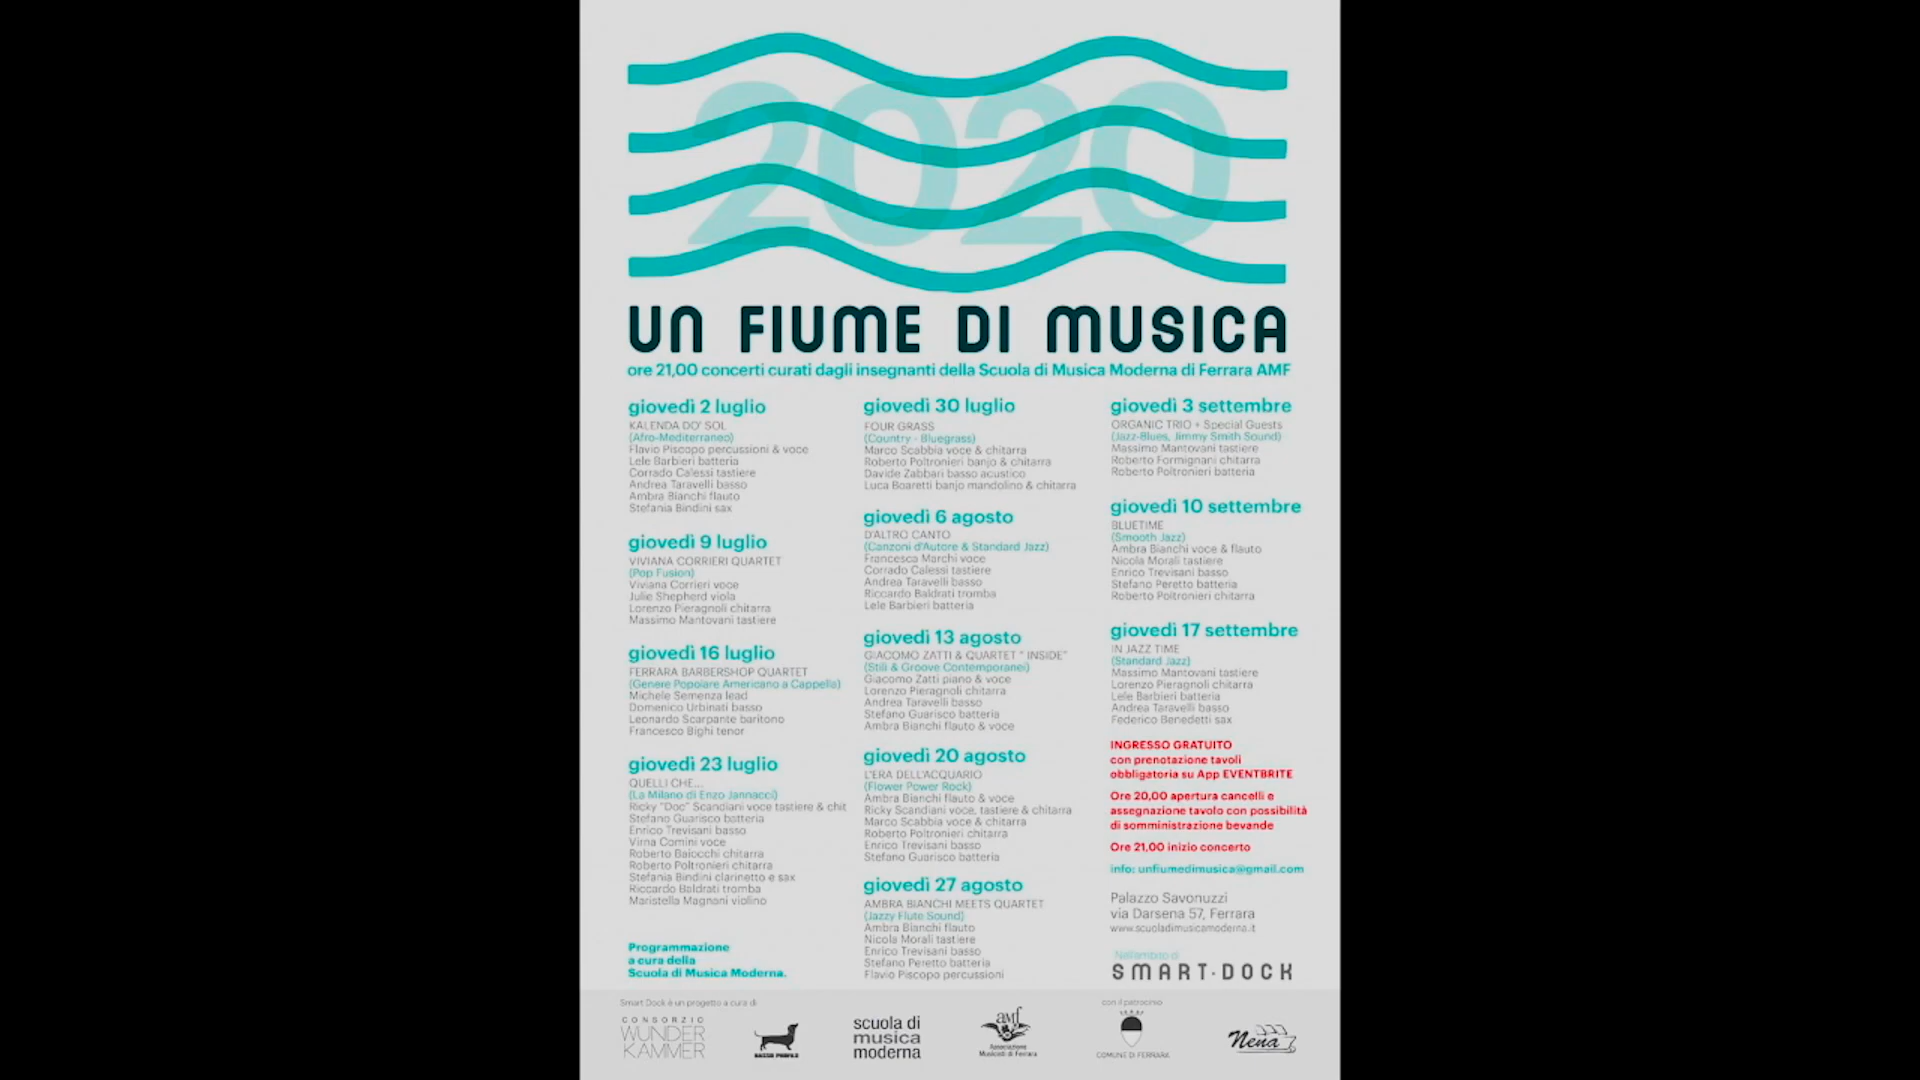 2020
UN FIUME DI MUSICA
ore 21,00 concerti curati dagli insegnanti della Scuola di Musica Moderna di Ferrara AMF
giovedì 2 luglio
KALENDA DO' SOL
(Afro-Mediterraneo)
Flavio Piscopo percussioni & voce
Lele Barbieri batteria
Corrado Calessi tastiere
Andrea Taravelli basso
Ambra Bianchi flauto
Stefania Bindini sax
giovedì 9 luglio
VIVIANA CORRIERI QUARTET
(Pop Fusion)
Viviana Corrieri voce
Julie Shepherd viola
Lorenzo Pieragnoli chitarra
Massimo Mantovani tastiere
giovedì 16 luglio
FERRARA BARBERSHOP QUARTET
(Genere Popolare Americano a Cappella)
Michele Semenza lead
Domenico Urbinati basso
Leonardo Scarpante baritono
Francesco Bighi tenor
giovedì 23 luglio
QUELLI CHE...
(La Milano di Enzo Jannacci)
Ricky "Doc" Scandiani voce tastiere & chit
Stefano Guarisco batteria
Enrico Trevisani basso
Virna Comini voce
Roberto Baiocchi chitarra
Roberto Poltronieri chitarra
Stefania Bindini clarinetto e sax
Riccardo Baldrati tromba
Maristella Magnani violino
Programmazione
a cura della
Scuola di Musica Moderna.
giovedì 30 luglio
FOUR GRASS
(Country - Bluegrass)
Marco Scabbia voce & chitarra
Roberto Poltronieri banjo & chitarra
Davide Zabbari basso acustico
Luca Boaretti banjo mandolino & chitarra
giovedì 6 agosto
D'ALTRO CANTO
(Canzoni d'Autore & Standard Jazz)
Francesca Marchi voce
Corrado Calessi tastiere
Andrea Taravelli basso
Riccardo Baldrati tromba
Lele Barbieri batteria
giovedì 13 agosto
GIACOMO ZATTI & QUARTET " INSIDE"
(Stili & Groove Contemporanei)
Giacomo Zatti piano & voce
Lorenzo Pieragnoli chitarra
Andrea Taravelli basso
Stefano Guarisco batteria
Ambra Bianchi flauto & voce
giovedì 20 agosto
L'ERA DELL'ACQUARIO
(Flower Power Rock)
Ambra Bianchi flauto & voce
Ricky Scandiani voce, tastiere & chitarra
Marco Scabbia voce & chitarra
Roberto Poltronieri chitarra
Enrico Trevisani basso
Stefano Guarisco batteria
giovedì 27 agosto
AMBRA BIANCHI MEETS QUARTET
(Jazzy Flute Sound)
Ambra Bianchi flauto
Nicola Morali tastiere
Enrico Trevisani basso
Stefano Peretto batteria
Flavio Piscopo percussioni
giovedì 3 settembre
ORGANIC TRIO + Special Guests
(Jazz-Blues, Jimmy Smith Sound)
Massimo Mantovani tastiere
Roberto Formignani chitarra
Roberto Poltronieri batteria
giovedì 10 settembre
BLUETIME
(Smooth Jazz)
Ambra Bianchi voce & flauto
Nicola Morali tastiere
Enrico Trevisani basso
Stefano Peretto batteria
Roberto Poltronieri chitarra
giovedì 17 settembre
IN JAZZ TIME
(Standard Jazz)
Massimo Mantovani tastiere
Lorenzo Pieragnoli chitarra
Lele Barbieri batteria
Andrea Taravelli basso
Federico Benedetti sax
INGRESSO GRATUITO
con prenotazione tavoli
obbligatoria su App EVENTBRITE
Ore 20,00 apertura cancelli e
assegnazione tavolo con possibilità
di somministrazione bevande
Ore 21,00 inizio concerto
info: unfiumedimusica@gmail.com
Palazzo Savonuzzi
via Darsena 57, Ferrara
www.scuoladimusicamoderna.it
Nell'ambito di
SMART-DOCK
Smart Dock è un progetto a cura di
CONSORZIO
WUNDER
KAMMER
BASSO PROFILO
scuola di
musica
moderna
amf
Associazione
Musicisti di Ferrara
con il patrocinio
COMUNE DI FERRARA
Nena